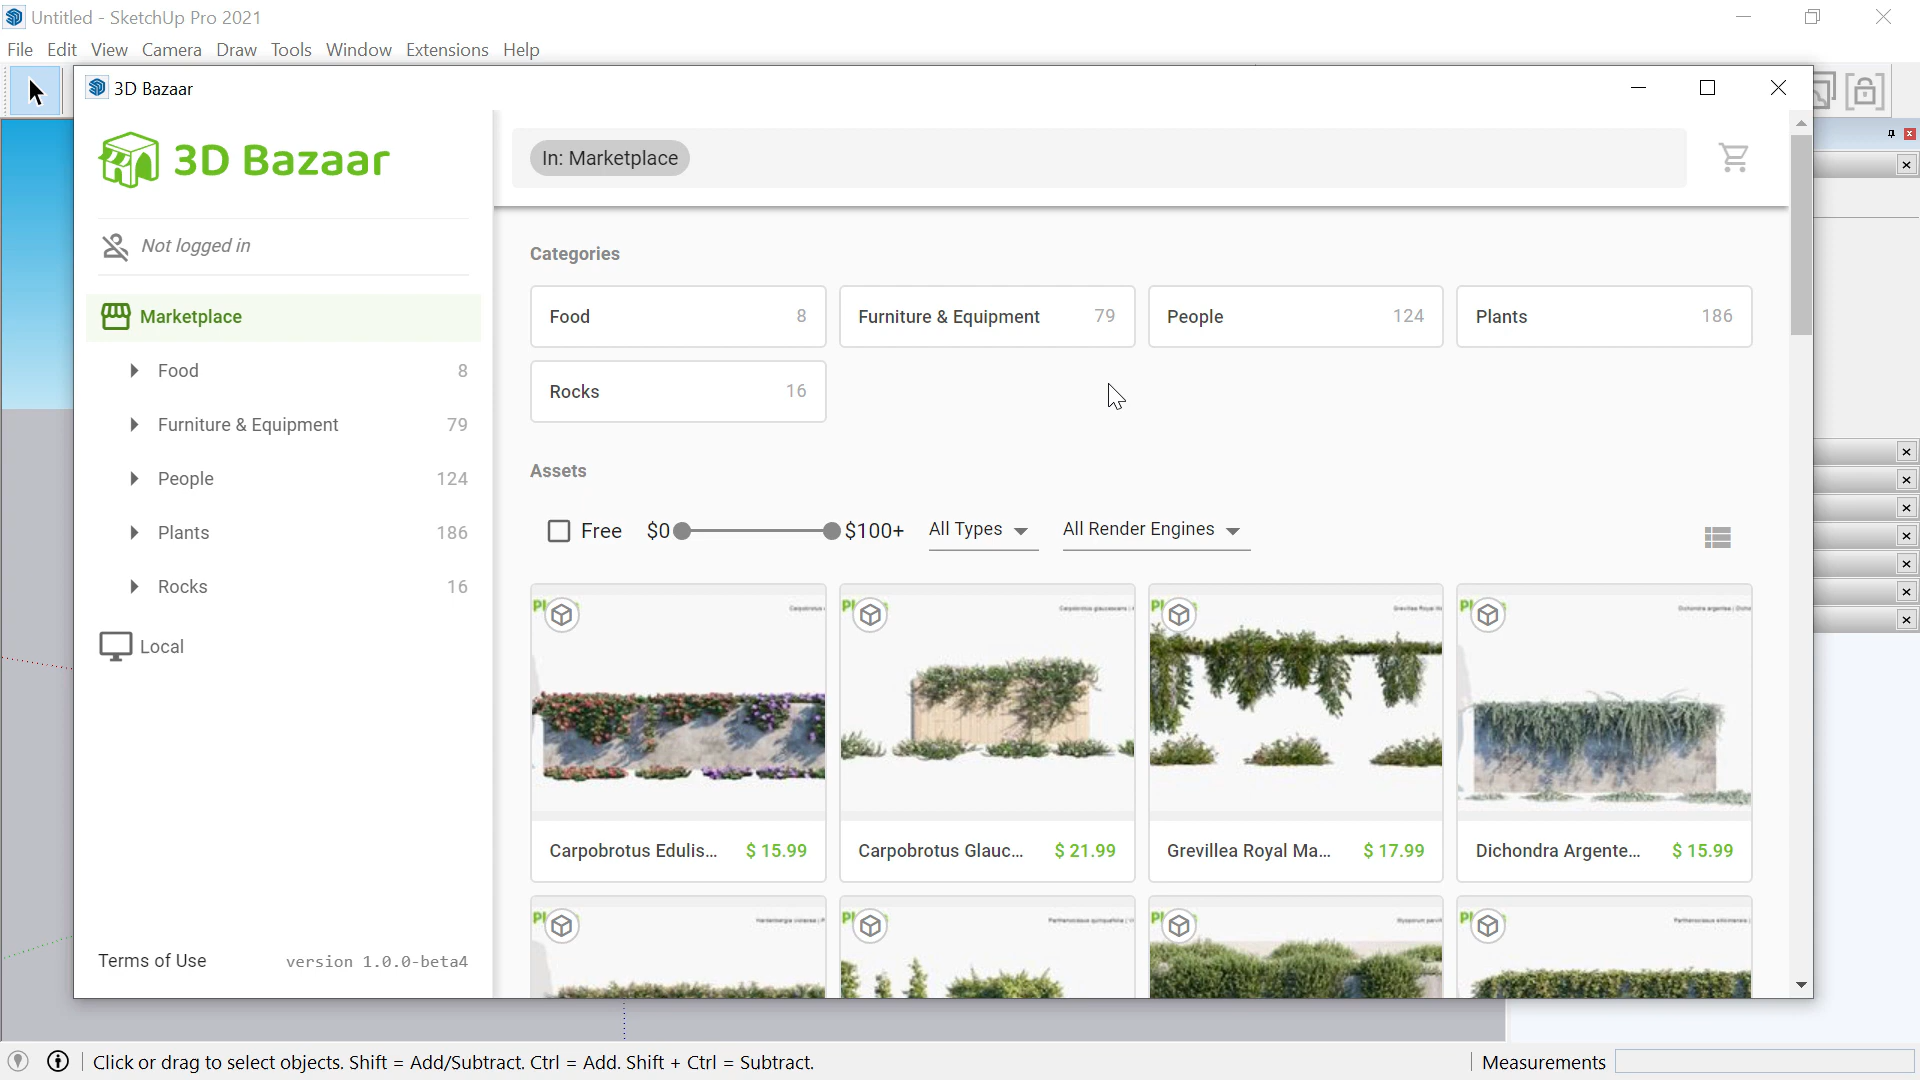 Untitled - SketchUp Pro 2021
File Edit View Camera Draw Tools Window Extensions Help
3D Bazaar
3D Bazaar
Not logged in
Marketplace
Food 8
Furniture & Equipment 79
People 124
Plants 186
Rocks 16
Local
Terms of Use version 1.0.0-beta4
In: Marketplace
Categories
Food 8
Furniture & Equipment 79
People 124
Plants 186
Rocks 16
Assets
Free $0 $100+ All Types All Render Engines
Carpobrotus Edulis... $ 15.99
Carpobrotus Glauc... $ 21.99
Grevillea Royal Ma... $ 17.99
Dichondra Argente... $ 15.99
Click or drag to select objects. Shift = Add/Subtract. Ctrl = Add. Shift + Ctrl = Subtract.
Measurements